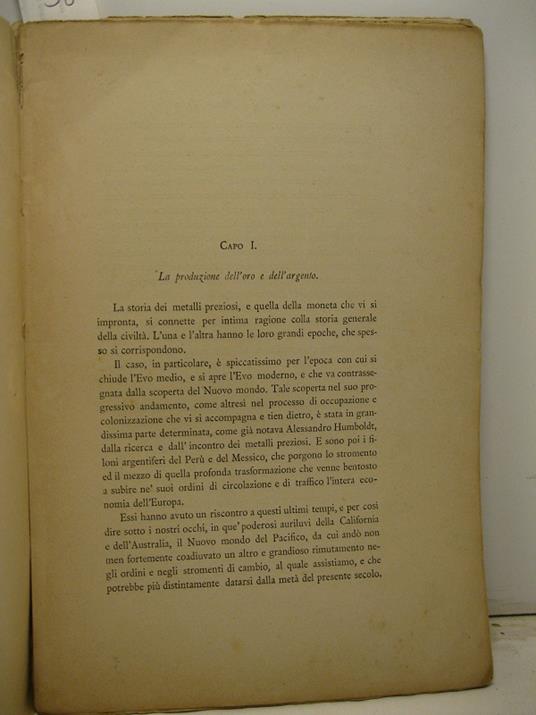 Capo I.
La produzione dell'oro e dell'argento.
La storia dei metalli preziosi, e quella della moneta che vi si
impronta, si connette per intima ragione colla storia generale
della civiltà. L'una e l'altra hanno le loro grandi epoche, che spes-
so si corrispondono.
Il caso, in particolare, è spiccatissimo per l'epoca con cui si
chiude l'Evo medio, e si apre l'Evo moderno, e che va contrasse-
gnata dalla scoperta del Nuovo mondo. Tale scoperta nel suo pro-
gressivo andamento, come altresì nel processo di occupazione e
colonizzazione che vi si accompagna e tien dietro, è stata in gran-
dissima parte determinata, come già notava Alessandro Humboldt,
dalla ricerca e dall'incontro dei metalli preziosi. E sono poi i fi-
loni argentiferi del Perù e del Messico, che porgono lo stromento
ed il mezzo di quella profonda trasformazione che venne bentosto
a subire ne' suoi ordini di circolazione e di traffico l'intera eco-
nomia dell'Europa.
Essi hanno avuto un riscontro a questi ultimi tempi, e per così
dire sotto i nostri occhi, in que' poderosi auriluvi della California
e dell'Australia, il Nuovo mondo del Pacifico, da cui andò non
men fortemente coadiuvato un altro e grandioso rimutamento ne-
gli ordini e negli stromenti di cambio, al quale assistiamo, e che
potrebbe più distintamente datarsi dalla metà del presente secolo.